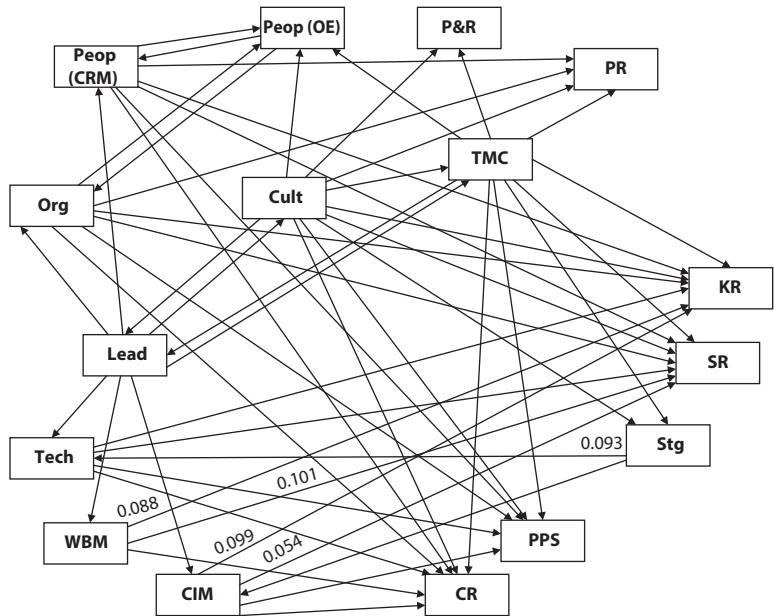 Peop (OE)
P&R
Peop
(CRM)
PR
TMC
Org
Cult
KR
Lead
SR
Tech
0.093
Stg
0.101
0.088
WBM
0.099
0.054
PPS
CIM
CR